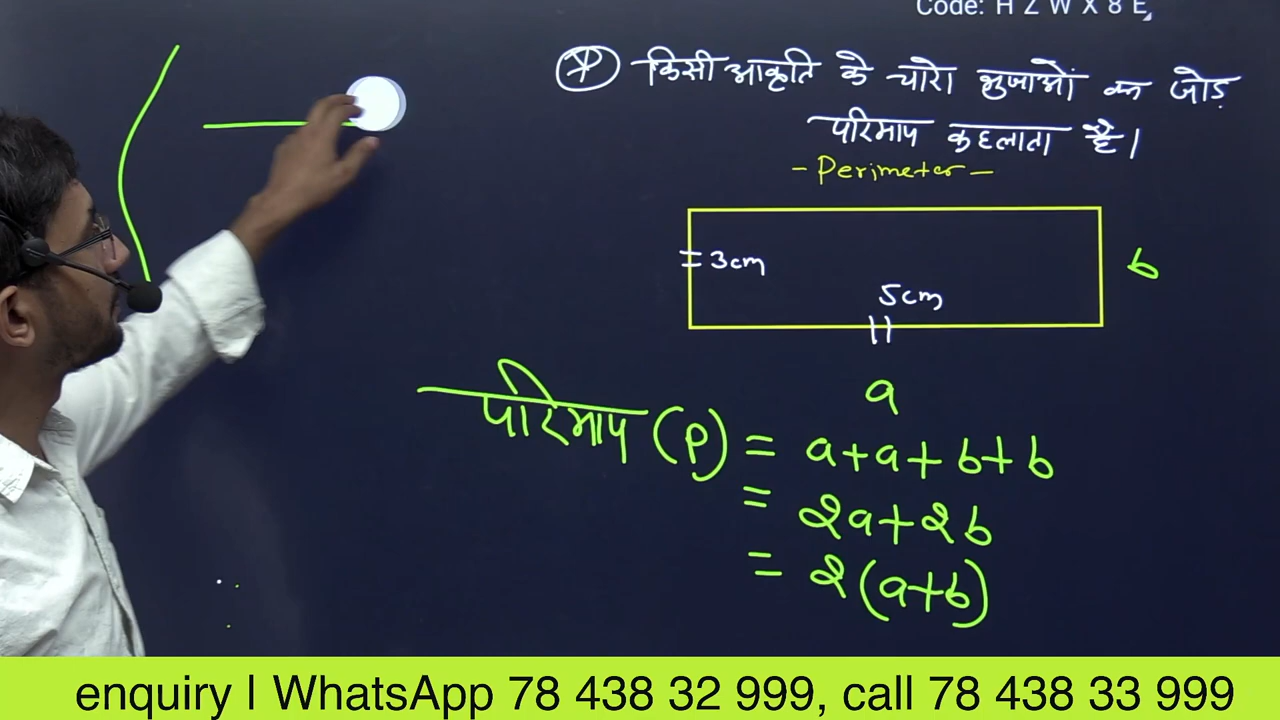 Code: H Z W X 8 E
* किसी आकृति के चारो भुजाओं का जोड़
परिमाप कहलाता है।
- Perimeter -
= 3cm
b
5cm
a
परिमाप (P) = a+a+b+b
= 2a+2b
= 2(a+b)
enquiry I WhatsApp 78 438 32 999, call 78 438 33 999